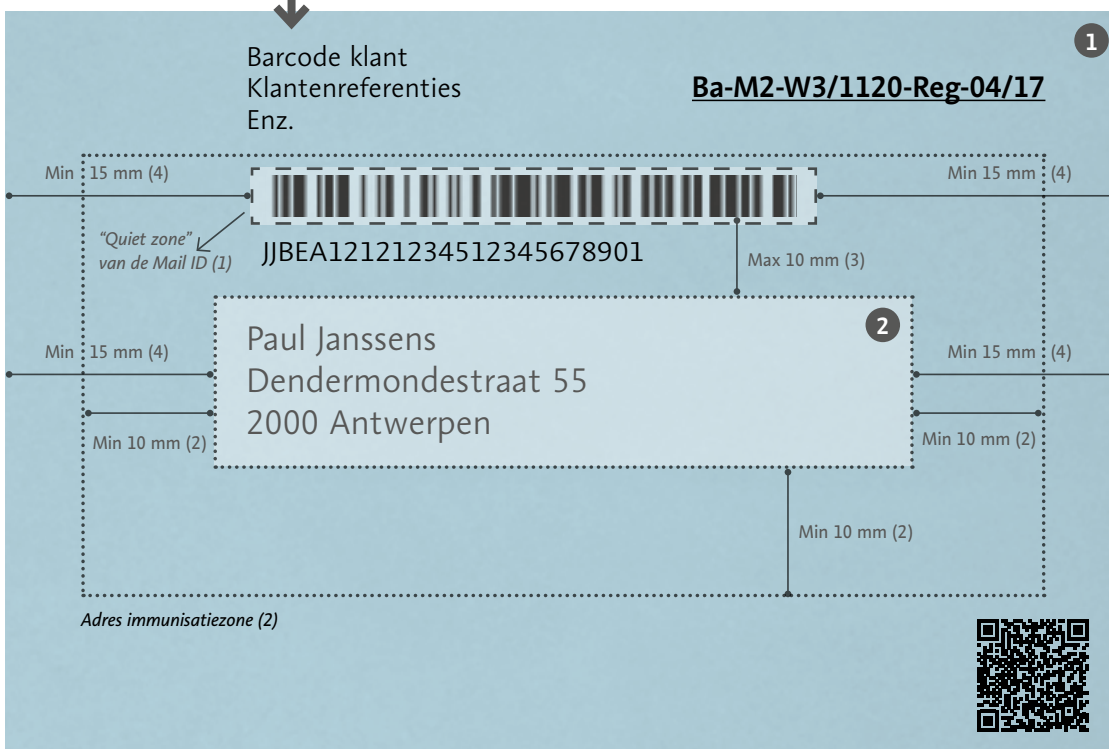 1
Barcode klant
Klantenreferenties
Enz.
Ba-M2-W3/1120-Reg-04/17
Min 15 mm (4)
Min 15 mm (4)
"Quiet zone"
van de Mail ID (1)
JJBEA12121234512345678901
Max 10 mm (3)
2
Paul Janssens
Dendermondestraat 55
2000 Antwerpen
Min 15 mm (4)
Min 15 mm (4)
Min 10 mm (2)
Min 10 mm (2)
Min 10 mm (2)
Adres immunisatiezone (2)